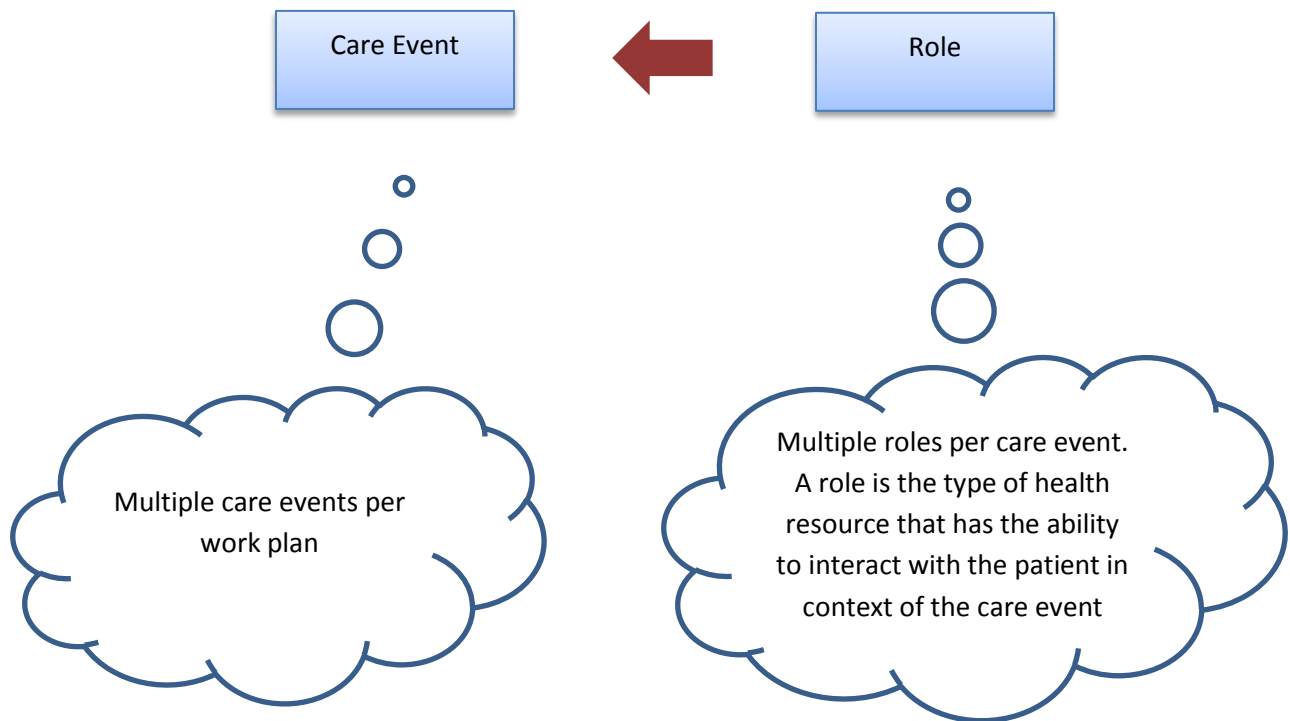 Care Event
Role
Multiple care events per
work plan
Multiple roles per care event.
A role is the type of health
resource that has the ability
to interact with the patient in
context of the care event